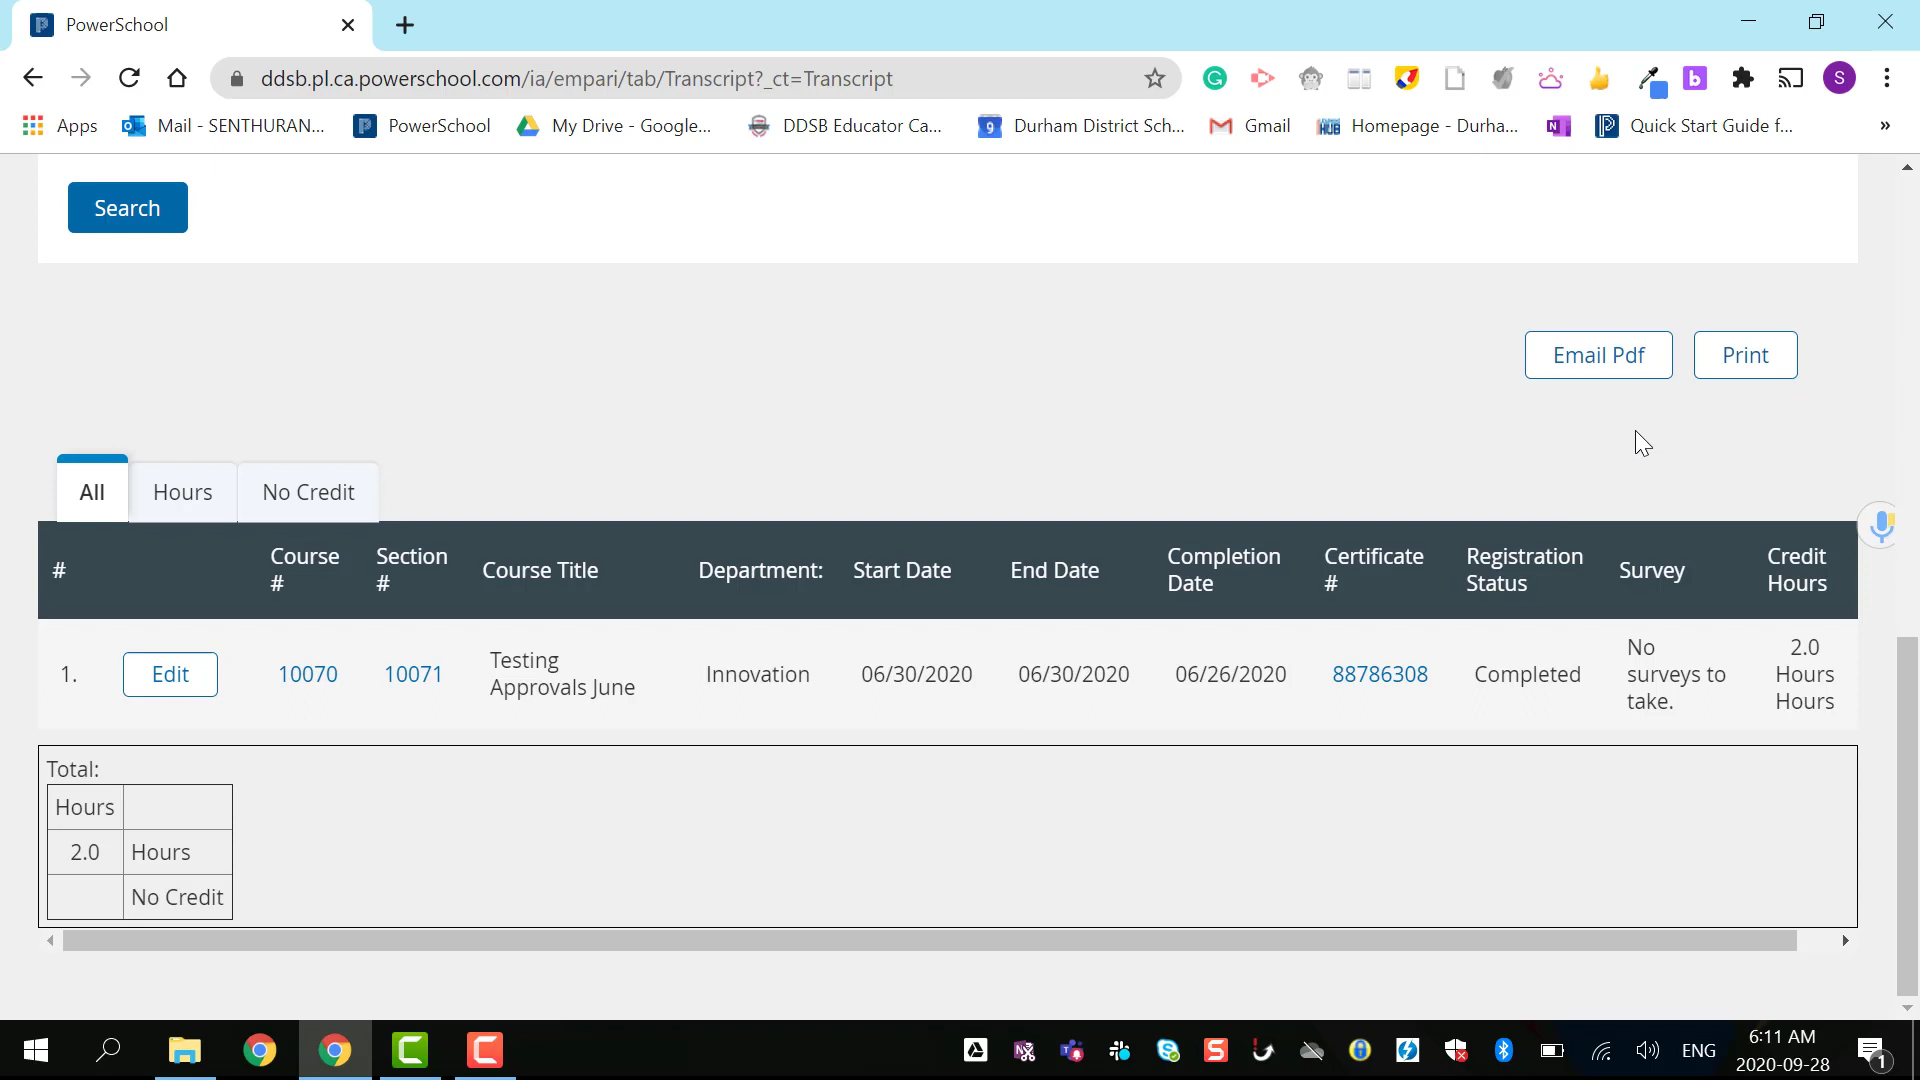 PowerSchool
ddsb.pl.ca.powerschool.com/ia/empari/tab/Transcript?_ct=Transcript
S
Apps Mail - SENTHURAN... PowerSchool My Drive - Google... DDSB Educator Ca... 9 Durham District Sch... Gmail HUB Homepage - Durha... N Quick Start Guide f... »
Search
Email Pdf Print
All Hours No Credit
# Course # Section # Course Title Department: Start Date End Date Completion Date Certificate # Registration Status Survey Credit Hours
1. Edit 10070 10071 Testing Approvals June Innovation 06/30/2020 06/30/2020 06/26/2020 88786308 Completed No surveys to take. 2.0 Hours Hours
Total:
Hours
2.0 Hours
No Credit
ENG 6:11 AM
2020-09-28
1